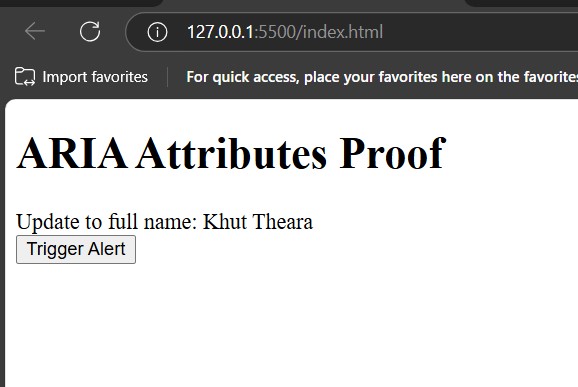 127.0.0.1:5500/index.html
Import favorites
For quick access, place your favorites here on the favorites
ARIA Attributes Proof
Update to full name: Khut Theara
Trigger Alert